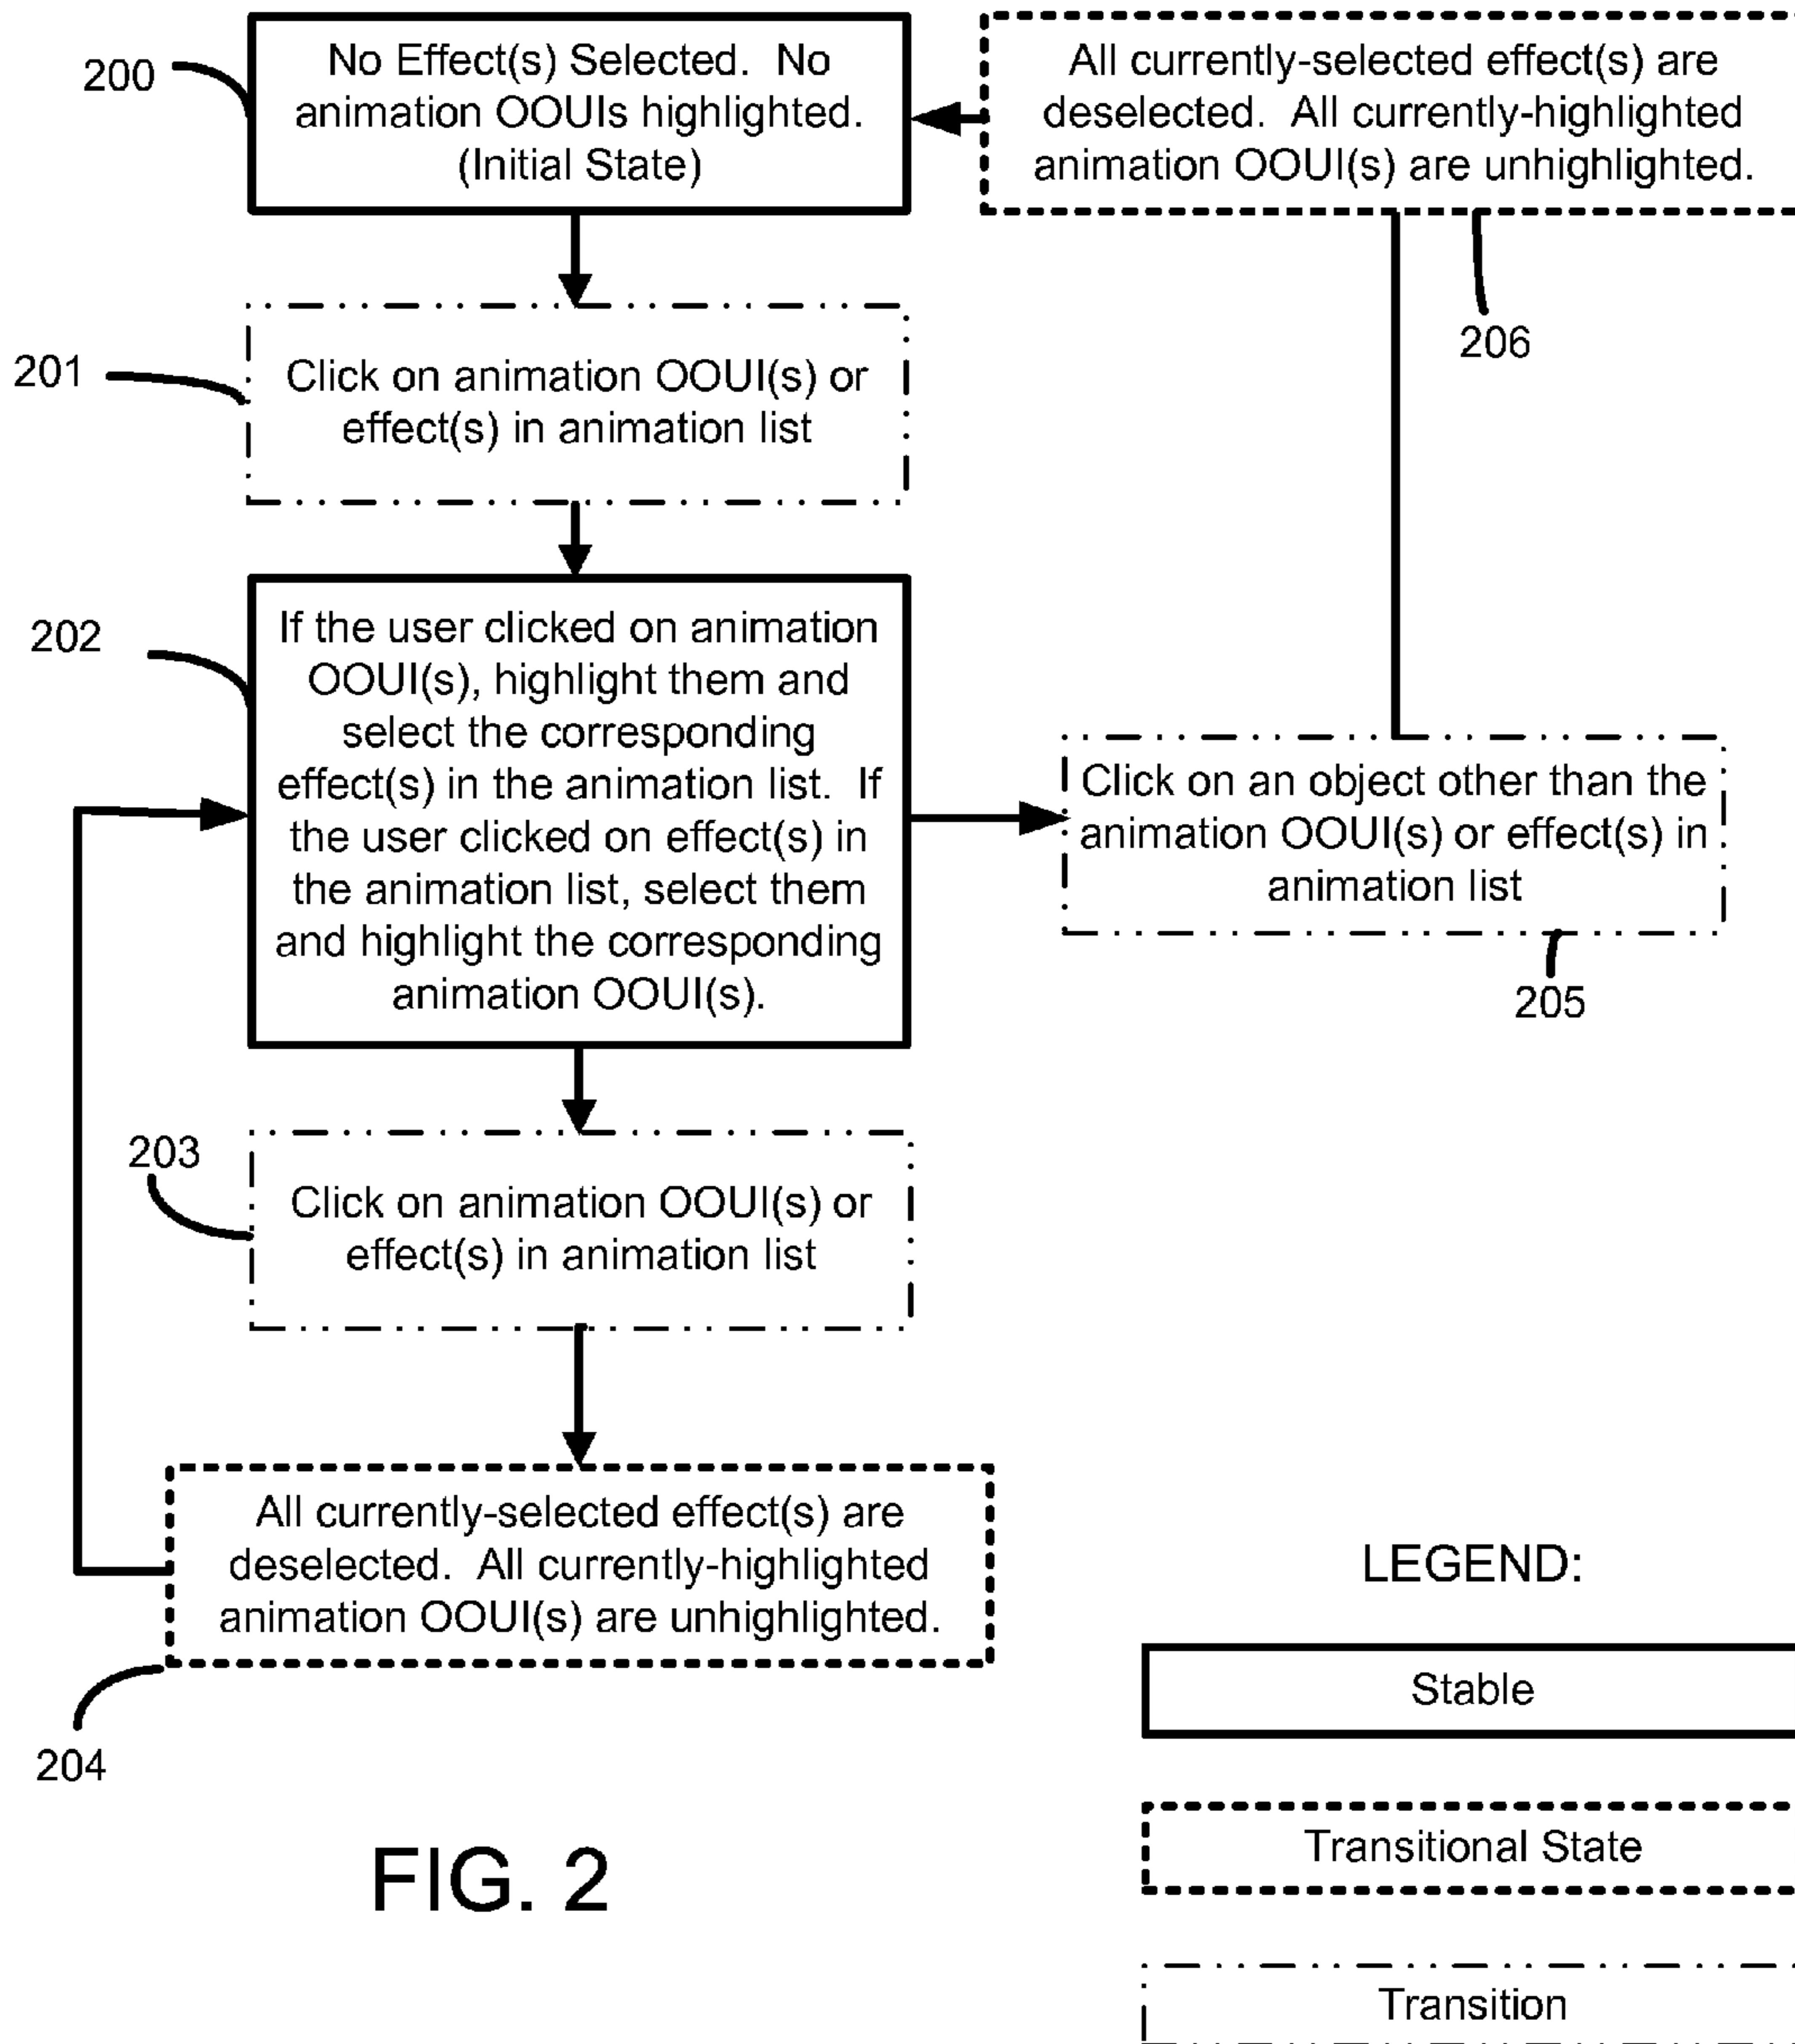 200
No Effect(s) Selected. No
animation OOUIs highlighted.
(Initial State)
All currently-selected effect(s) are
deselected. All currently-highlighted
animation OOUI(s) are unhighlighted.
206
201
Click on animation OOUI(s) or
effect(s) in animation list
202
If the user clicked on animation
OOUI(s), highlight them and
select the corresponding
effect(s) in the animation list. If
the user clicked on effect(s) in
the animation list, select them
and highlight the corresponding
animation OOUI(s).
Click on an object other than the
animation OOUI(s) or effect(s) in
animation list
205
203
Click on animation OOUI(s) or
effect(s) in animation list
All currently-selected effect(s) are
deselected. All currently-highlighted
animation OOUI(s) are unhighlighted.
204
LEGEND:
Stable
Transitional State
Transition
FIG. 2